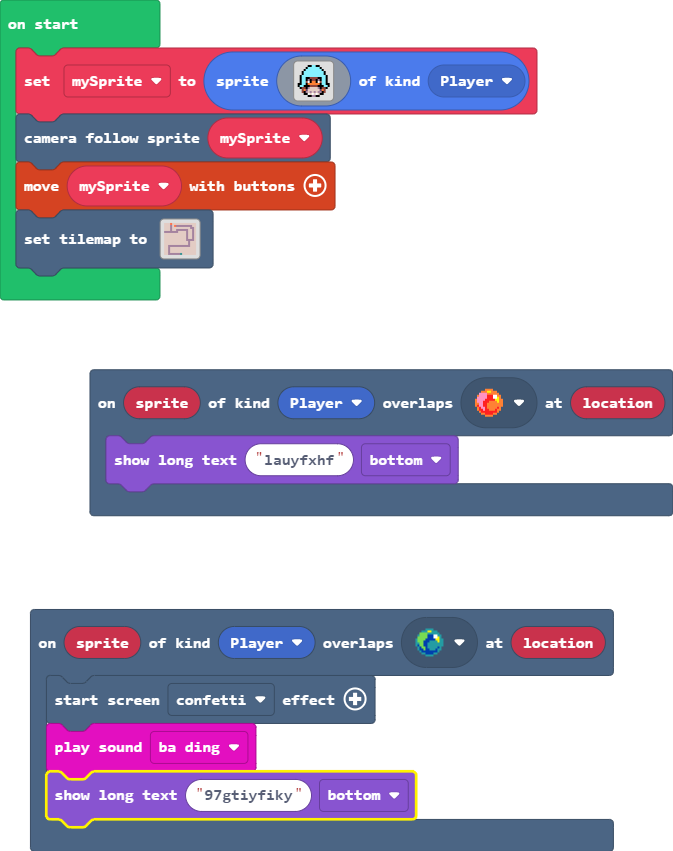 on start
set mySprite to sprite of kind Player
camera follow sprite mySprite
move mySprite with buttons
set tilemap to
on sprite of kind Player overlaps at location
show long text "lauyfxhf" bottom
on sprite of kind Player overlaps at location
start screen confetti effect
play sound ba ding
show long text "97gtiyfiky" bottom